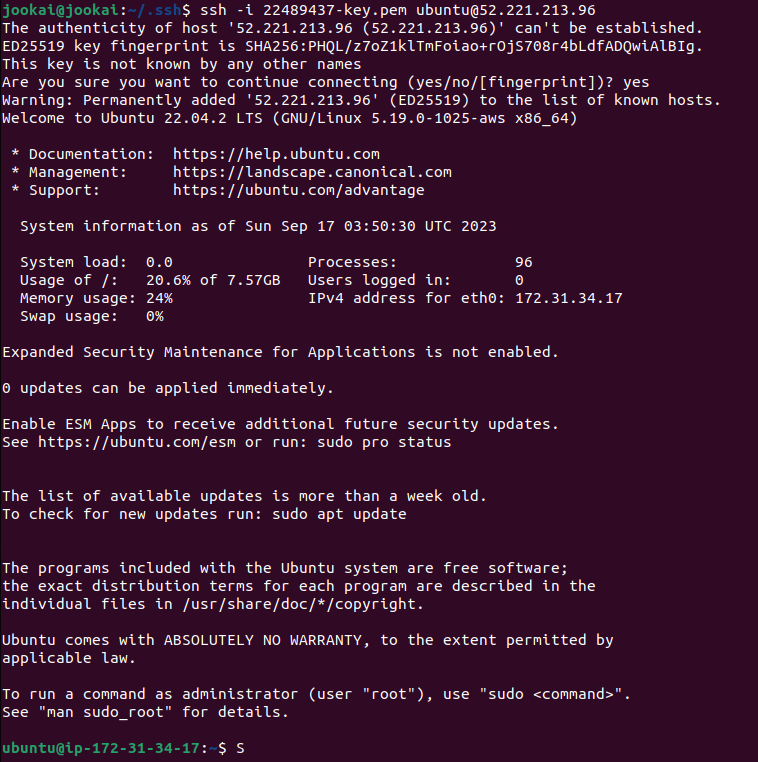 jookai@jookai:~/.ssh$ ssh -i 22489437-key.pem ubuntu@52.221.213.96
The authenticity of host '52.221.213.96 (52.221.213.96)' can't be established.
ED25519 key fingerprint is SHA256:PHQL/z7oZ1klTmFoiao+rOjS708r4bLdfADQwiAlBIg.
This key is not known by any other names
Are you sure you want to continue connecting (yes/no/[fingerprint])? yes
Warning: Permanently added '52.221.213.96' (ED25519) to the list of known hosts.
Welcome to Ubuntu 22.04.2 LTS (GNU/Linux 5.19.0-1025-aws x86_64)

 * Documentation:  https://help.ubuntu.com
 * Management:     https://landscape.canonical.com
 * Support:        https://ubuntu.com/advantage

  System information as of Sun Sep 17 03:50:30 UTC 2023

  System load:  0.0               Processes:             96
  Usage of /:   20.6% of 7.57GB   Users logged in:       0
  Memory usage: 24%               IPv4 address for eth0: 172.31.34.17
  Swap usage:   0%

Expanded Security Maintenance for Applications is not enabled.

0 updates can be applied immediately.

Enable ESM Apps to receive additional future security updates.
See https://ubuntu.com/esm or run: sudo pro status


The list of available updates is more than a week old.
To check for new updates run: sudo apt update


The programs included with the Ubuntu system are free software;
the exact distribution terms for each program are described in the
individual files in /usr/share/doc/*/copyright.

Ubuntu comes with ABSOLUTELY NO WARRANTY, to the extent permitted by
applicable law.

To run a command as administrator (user "root"), use "sudo <command>".
See "man sudo_root" for details.

ubuntu@ip-172-31-34-17:~$ S